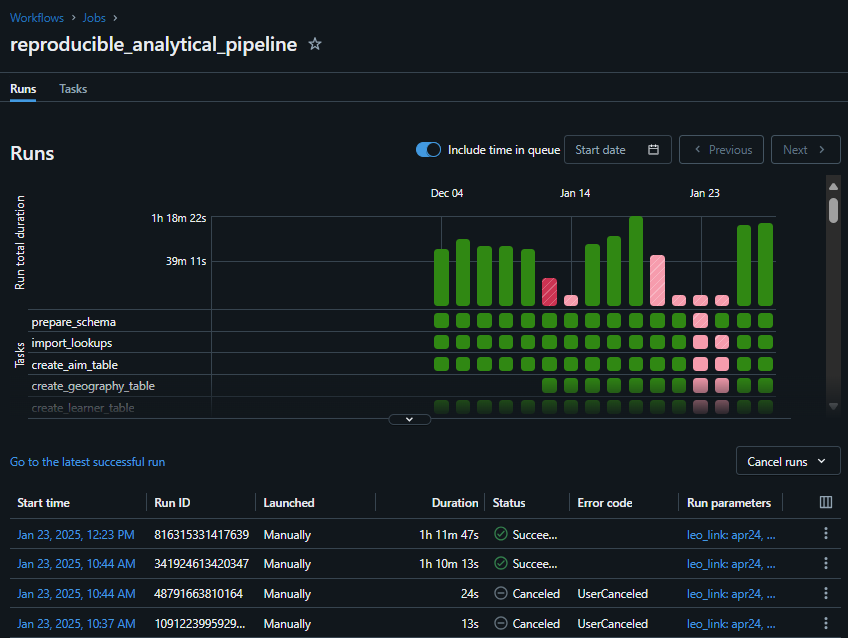 Workflows > Jobs >
reproducible_analytical_pipeline
Runs Tasks
Runs
Include time in queue Start date Previous Next
Dec 04 Jan 14 Jan 23
Run total duration
1h 18m 22s
39m 11s
Tasks
prepare_schema
import_lookups
create_aim_table
create_geography_table
create_learner_table
Go to the latest successful run Cancel runs
Start time Run ID Launched Duration Status Error code Run parameters
Jan 23, 2025, 12:23 PM 816315331417639 Manually 1h 11m 47s Succee... leo_link: apr24, ...
Jan 23, 2025, 10:44 AM 341924613420347 Manually 1h 10m 13s Succee... leo_link: apr24, ...
Jan 23, 2025, 10:44 AM 48791663810164 Manually 24s Canceled UserCanceled leo_link: apr24, ...
Jan 23, 2025, 10:37 AM 1091223995929... Manually 13s Canceled UserCanceled leo_link: apr24, ...